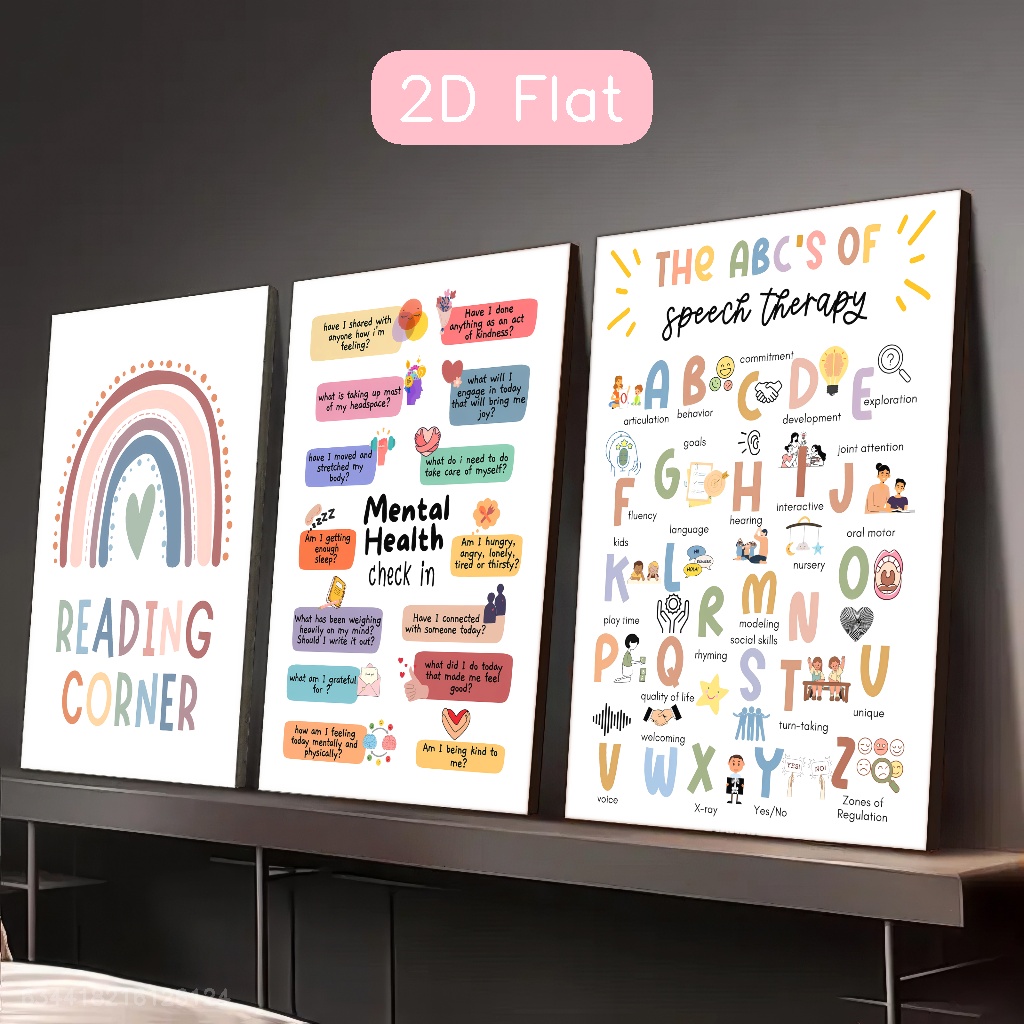 2D Flat
READING
CORNER
have I shared with
anyone how i'm
feeling?
Have I done
anything as an act
of kindness?
what is taking up most
of my headspace?
what will I
engage in today
that will bring me
joy?
have I moved and
stretched my
body?
what do i need to do
take care of myself?
zzZZ
Am I getting
enough
sleep?
Mental
Health
check in
Am I hungry,
angry, lonely,
tired or thirsty?
What has been weighing
heavily on my mind?
Should I write it out?
Have I connected
with someone today?
what am I grateful
for ?
what did I do today
that made me feel
good?
how am I feeling
today mentally and
physically?
Am I being kind to
me?
THE ABC'S OF
speech therapy
A B C D E
commitment
articulation behavior development exploration
goals joint attention
F G H I J
fluency language hearing interactive
kids nursery oral motor
K L M N O
HI
HOLA!
play time modeling
social skills
P Q R S T U
rhyming
quality of life
welcoming turn-taking unique
V W X Y Z
YES! NO!
voice X-ray Yes/No Zones of
Regulation